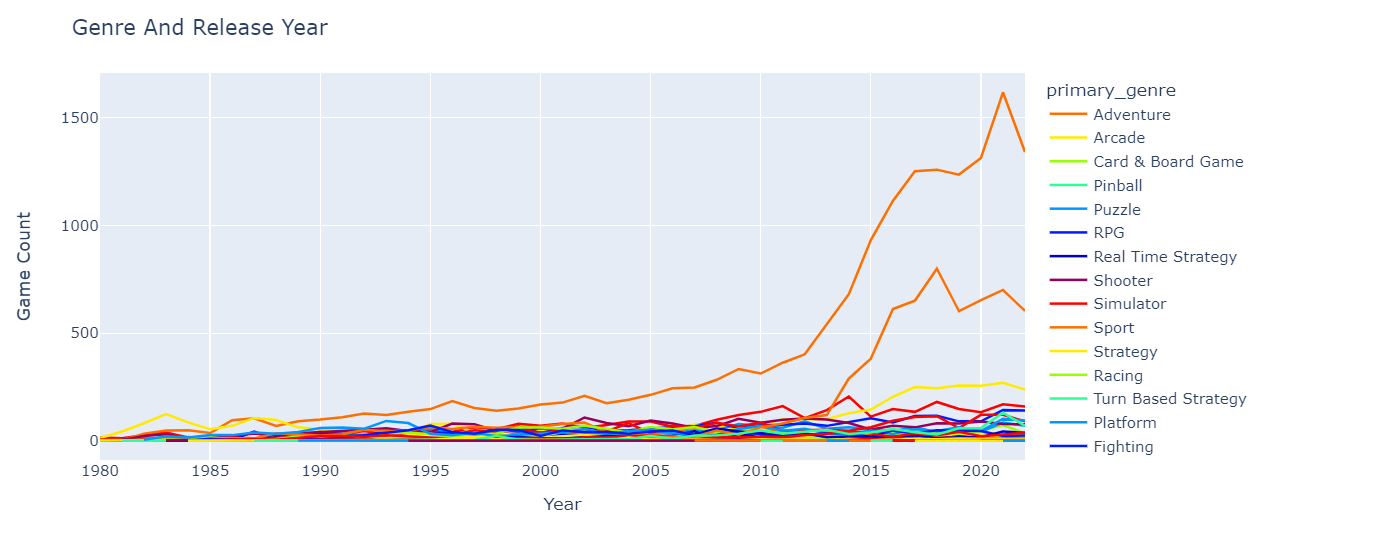 Genre And Release Year
primary_genre
Adventure
Arcade
Card & Board Game
Pinball
Puzzle
RPG
Real Time Strategy
Shooter
Simulator
Sport
Strategy
Racing
Turn Based Strategy
Platform
Fighting
Game Count
1500
1000
500
0
1980
1985
1990
1995
2000
2005
2010
2015
2020
Year